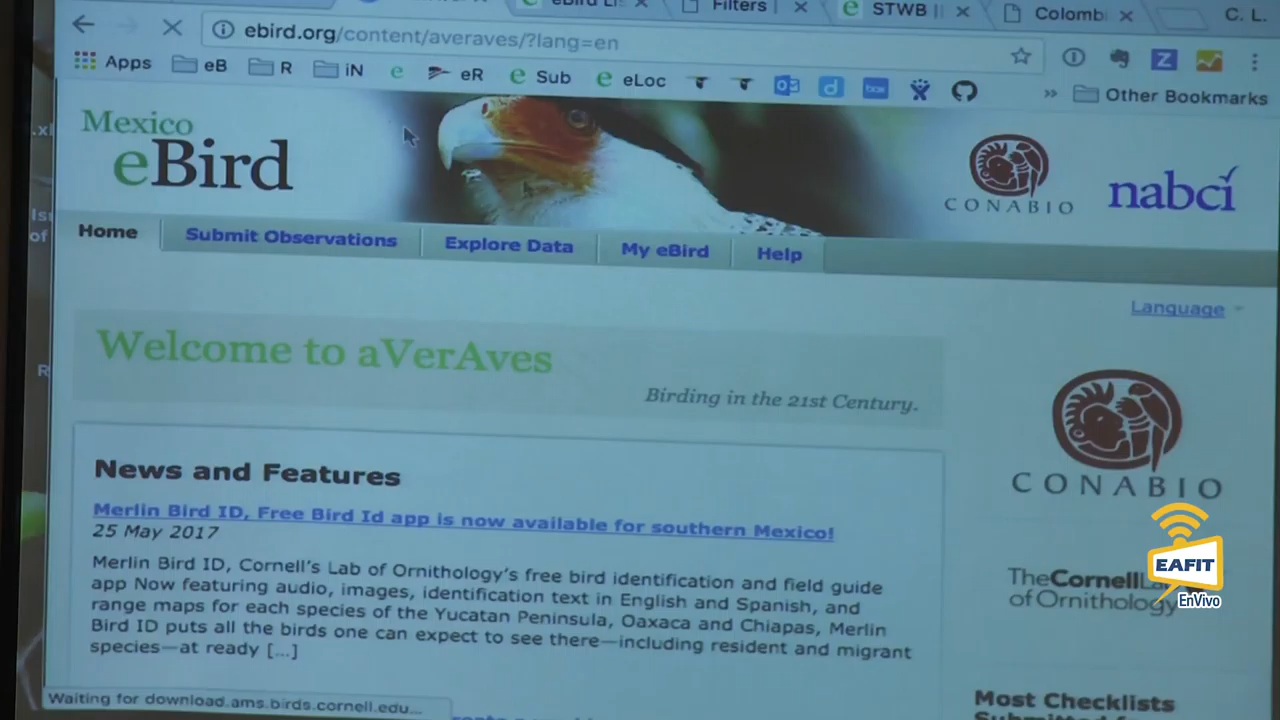 eBird
Filters |
STWB |
Colomb
C. L.
ebird.org/content/averaves/?lang=en
Apps
eB
R
iN
eR
Sub
eLoc
»
Other Bookmarks
Mexico
eBird
CONABIO
nabci
Home
Submit Observations
Explore Data
My eBird
Help
Language
Welcome to aVerAves
Birding in the 21st Century.
CONABIO
News and Features
Merlin Bird ID, Free Bird Id app is now available for southern Mexico!
25 May 2017
Merlin Bird ID, Cornell's Lab of Ornithology's free bird identification and field guide
app Now featuring audio, images, identification text in English and Spanish, and
range maps for each species of the Yucatan Peninsula, Oaxaca and Chiapas, Merlin
Bird ID puts all the birds one can expect to see there—including resident and migrant
species—at ready [...]
EAFIT
EnVivo
TheCornellLab
of Ornithology
Most Checklists
Waiting for download.ams.birds.cornell.edu...